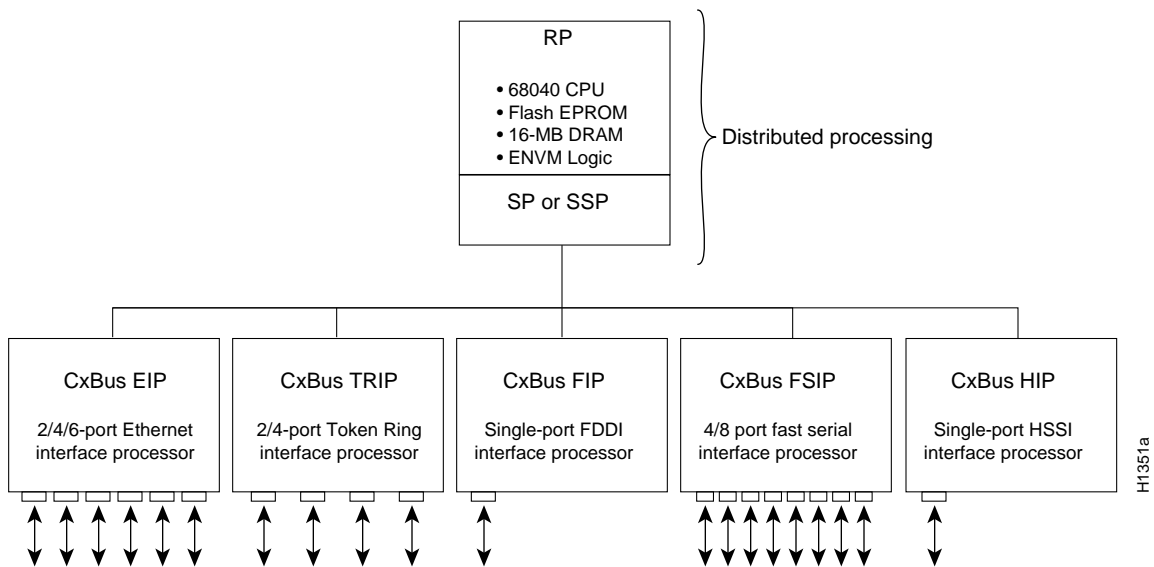 RP
• 68040 CPU
• Flash EPROM
• 16-MB DRAM
• ENVM Logic
SP or SSP
Distributed processing
CxBus EIP
2/4/6-port Ethernet
interface processor
CxBus TRIP
2/4-port Token Ring
interface processor
CxBus FIP
Single-port FDDI
interface processor
CxBus FSIP
4/8 port fast serial
interface processor
CxBus HIP
Single-port HSSI
interface processor
H1351a